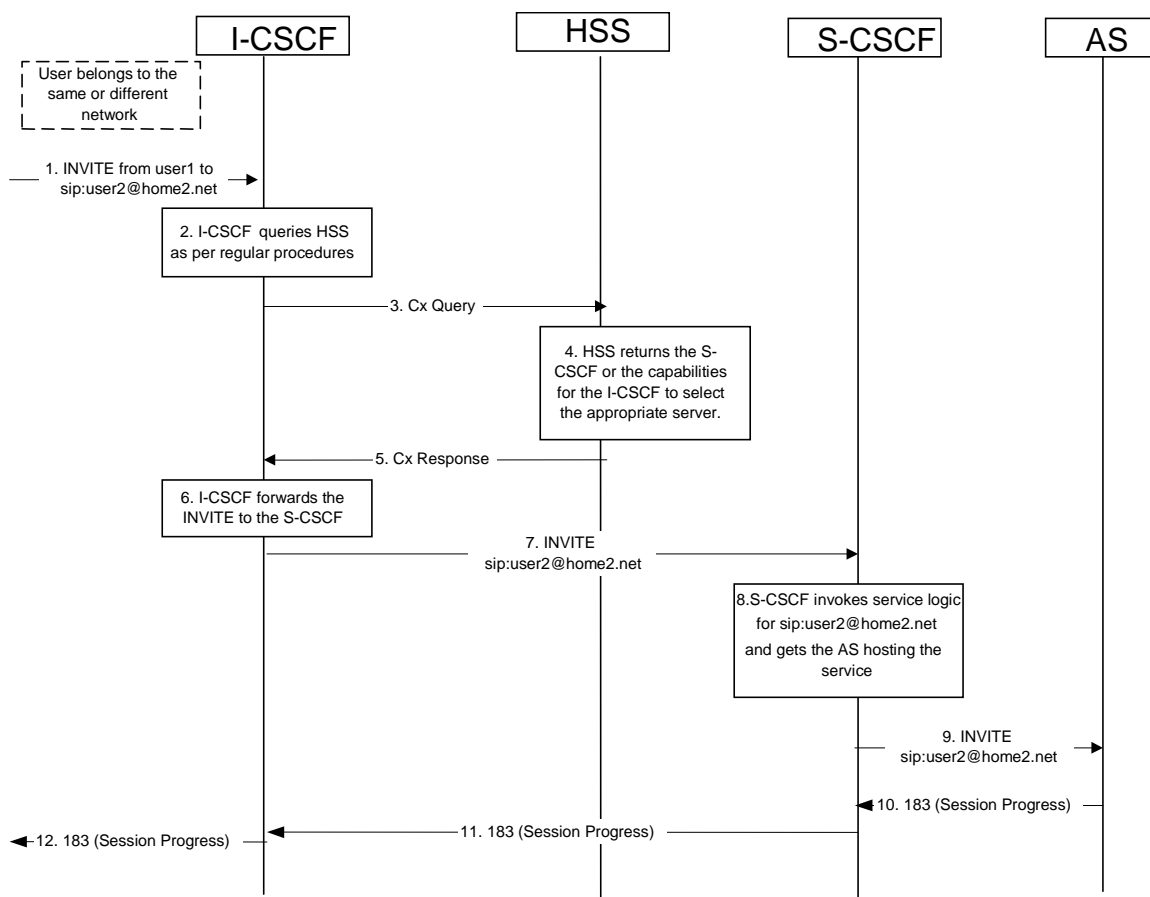 I-CSCF
HSS
S-CSCF
AS
User belongs to the
same or different
network
1. INVITE from user1 to
sip:user2@home2.net
2. I-CSCF queries HSS
as per regular procedures
3. Cx Query
4. HSS returns the S-
CSCF or the capabilities
for the I-CSCF to select
the appropriate server.
5. Cx Response
6. I-CSCF forwards the
INVITE to the S-CSCF
7. INVITE
sip:user2@home2.net
8.S-CSCF invokes service logic
for sip:user2@home2.net
and gets the AS hosting the
service
9. INVITE
sip:user2@home2.net
10. 183 (Session Progress)
11. 183 (Session Progress)
12. 183 (Session Progress)